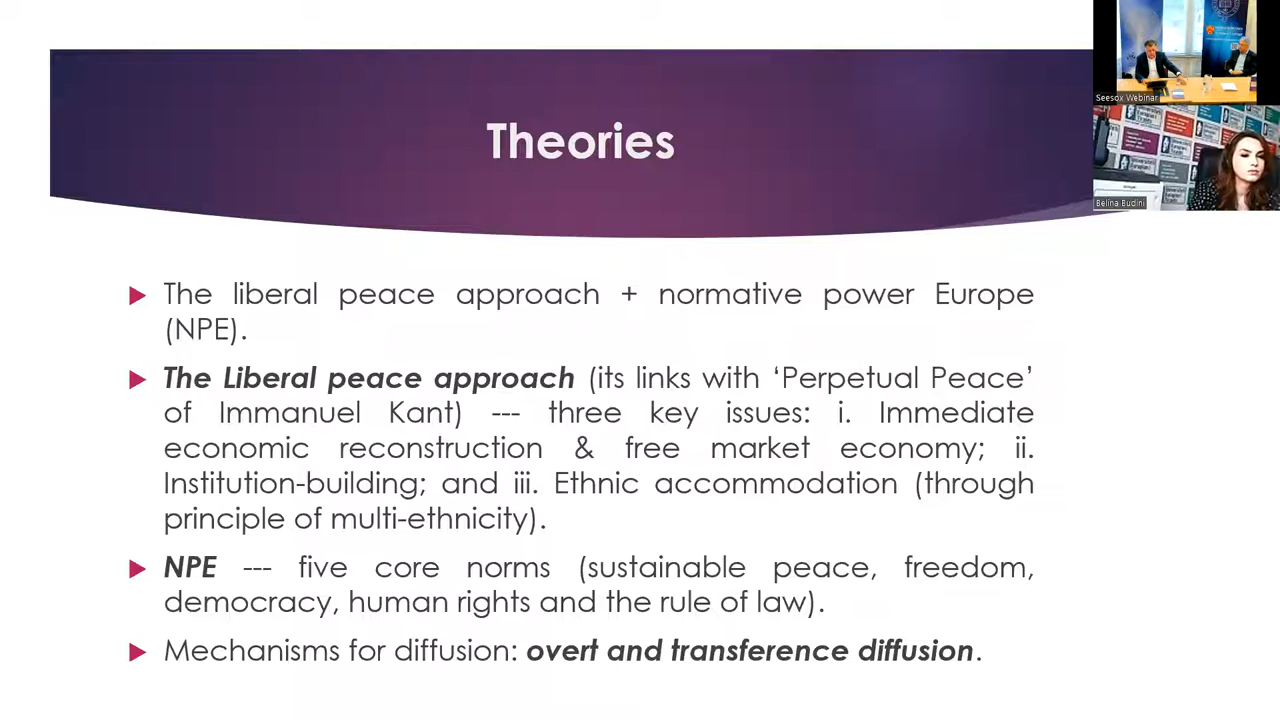 Theories
The liberal peace approach + normative power Europe
(NPE).
The Liberal peace approach (its links with ‘Perpetual Peace’
of Immanuel Kant) --- three key issues: i. Immediate
economic reconstruction & free market economy; ii.
Institution-building; and iii. Ethnic accommodation (through
principle of multi-ethnicity).
NPE --- five core norms (sustainable peace, freedom,
democracy, human rights and the rule of law).
Mechanisms for diffusion: overt and transference diffusion.
Seesox Webinar
Belina Budini